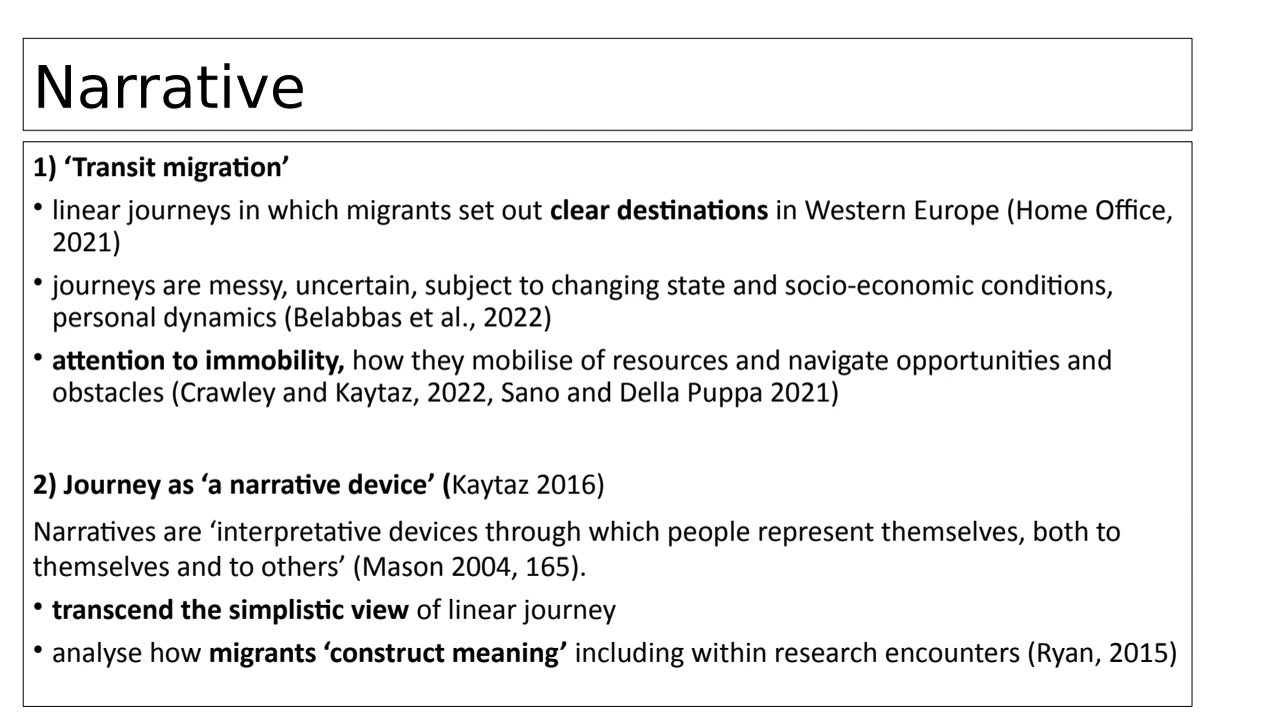 Narrative
1) ‘Transit migration’
• linear journeys in which migrants set out clear destinations in Western Europe (Home Office,
2021)
• journeys are messy, uncertain, subject to changing state and socio-economic conditions,
personal dynamics (Belabbas et al., 2022)
• attention to immobility, how they mobilise of resources and navigate opportunities and
obstacles (Crawley and Kaytaz, 2022, Sano and Della Puppa 2021)
2) Journey as ‘a narrative device’ (Kaytaz 2016)
Narratives are ‘interpretative devices through which people represent themselves, both to
themselves and to others’ (Mason 2004, 165).
• transcend the simplistic view of linear journey
• analyse how migrants ‘construct meaning’ including within research encounters (Ryan, 2015)